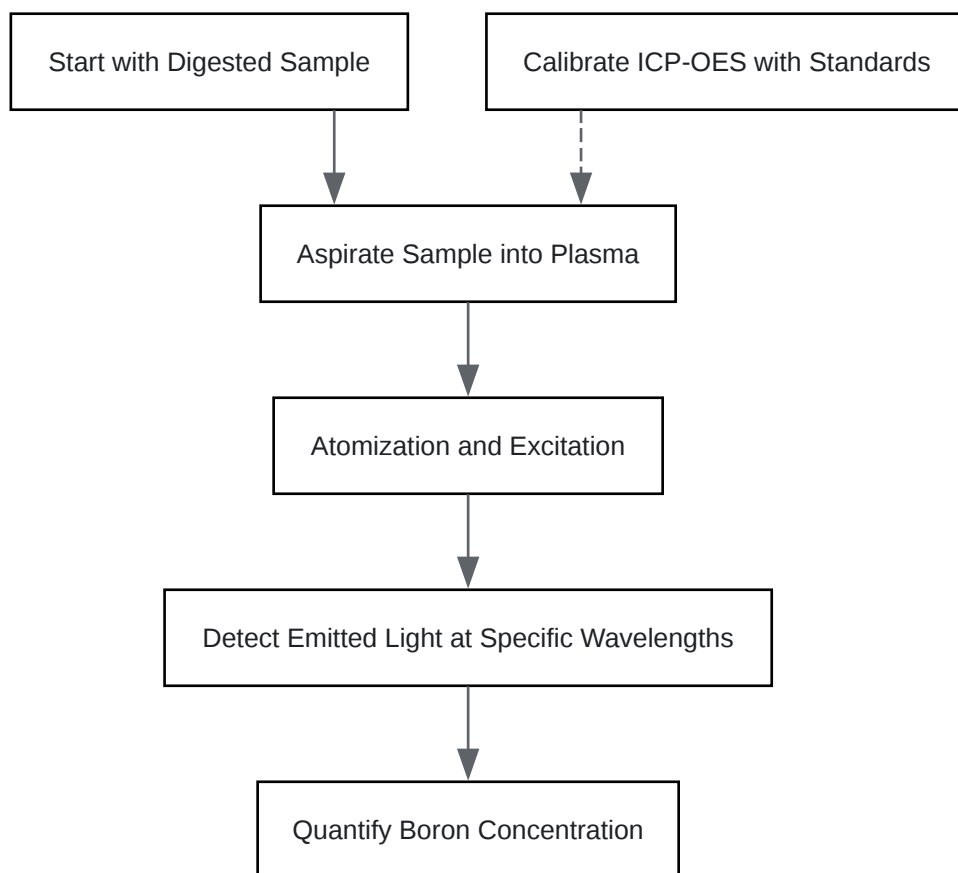 Start with Digested Sample
Calibrate ICP-OES with Standards
Aspirate Sample into Plasma
Atomization and Excitation
Detect Emitted Light at Specific Wavelengths
Quantify Boron Concentration